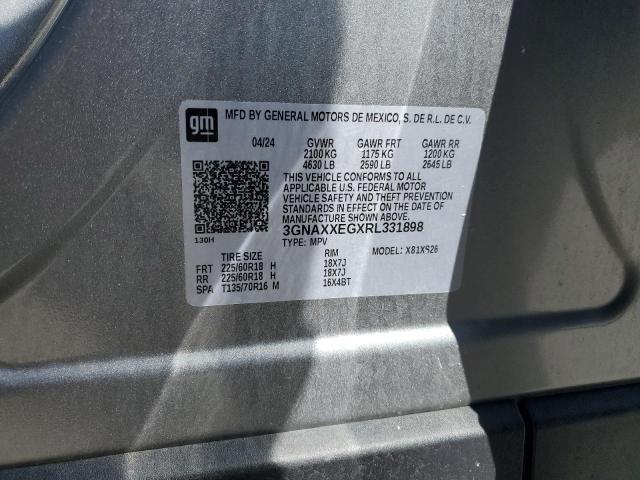 gm
MFD BY GENERAL MOTORS DE MEXICO, S. DE R.L. DE C.V.
04/24 GVWR GAWR FRT GAWR RR
2100 KG 1175 KG 1200 KG
4630 LB 2590 LB 2645 LB
THIS VEHICLE CONFORMS TO ALL
APPLICABLE U.S. FEDERAL MOTOR
VEHICLE SAFETY AND THEFT PREVENTION
STANDARDS IN EFFECT ON THE DATE OF
MANUFACTURE SHOWN ABOVE.
3GNAXXEGXRL331898
130H TYPE: MPV MODEL: X81XS26
TIRE SIZE RIM
FRT 225/60R18 H 18X7J
RR 225/60R18 H 18X7J
SPA T135/70R16 M 16X4BT